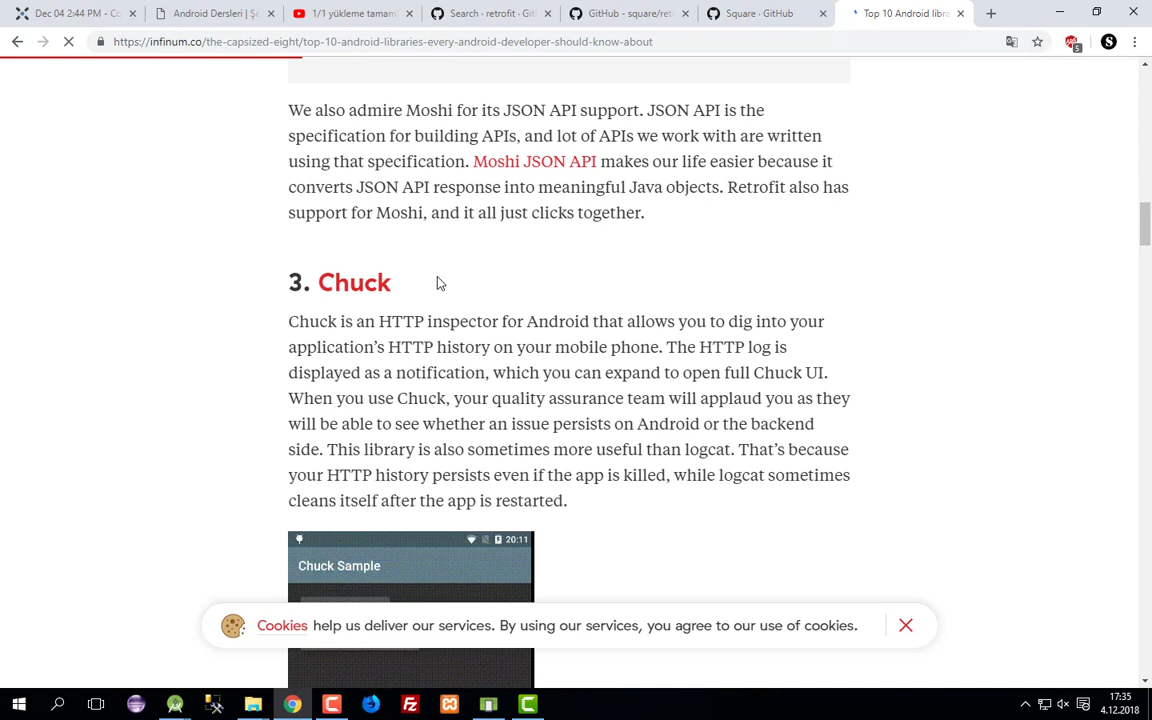 Dec 04 2:44 PM - Co
Android Dersleri | Şe
1/1 yükleme tamam
Search · retrofit · Git
GitHub - square/ret
Square · GitHub
Top 10 Android libra
https://infinum.co/the-capsized-eight/top-10-android-libraries-every-android-developer-should-know-about
We also admire Moshi for its JSON API support. JSON API is the
specification for building APIs, and lot of APIs we work with are written
using that specification. Moshi JSON API makes our life easier because it
converts JSON API response into meaningful Java objects. Retrofit also has
support for Moshi, and it all just clicks together.
3. Chuck
Chuck is an HTTP inspector for Android that allows you to dig into your
application's HTTP history on your mobile phone. The HTTP log is
displayed as a notification, which you can expand to open full Chuck UI.
When you use Chuck, your quality assurance team will applaud you as they
will be able to see whether an issue persists on Android or the backend
side. This library is also sometimes more useful than logcat. That's because
your HTTP history persists even if the app is killed, while logcat sometimes
cleans itself after the app is restarted.
20:11
Chuck Sample
Cookies help us deliver our services. By using our services, you agree to our use of cookies.
17:35
4.12.2018